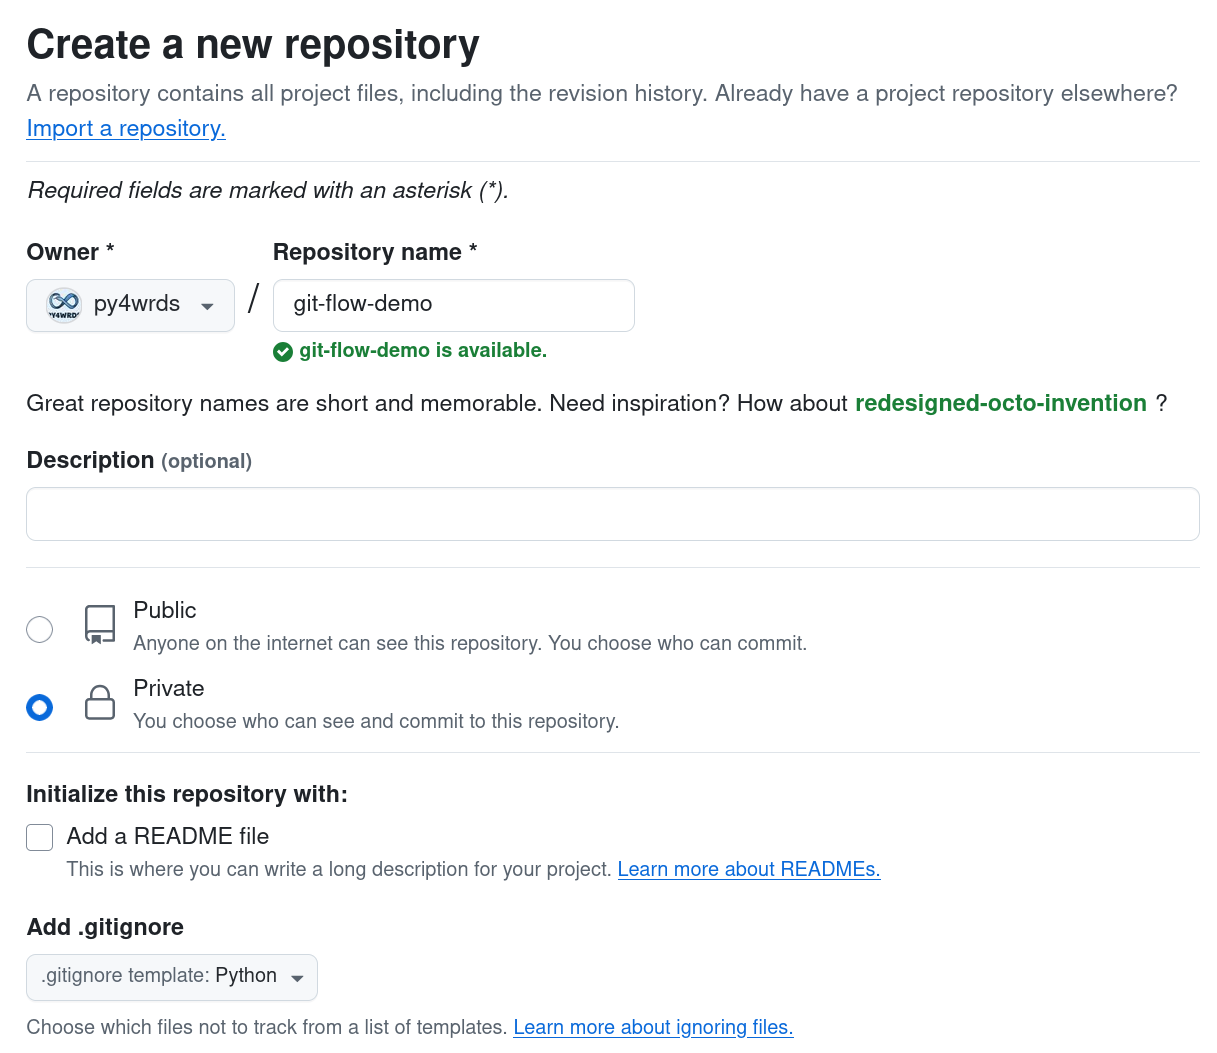 Create a new repository
A repository contains all project files, including the revision history. Already have a project repository elsewhere?
Import a repository.
Required fields are marked with an asterisk (*).
Owner * Repository name *
PY4WRDS py4wrds / git-flow-demo
git-flow-demo is available.
Great repository names are short and memorable. Need inspiration? How about redesigned-octo-invention ?
Description (optional)
Public
Anyone on the internet can see this repository. You choose who can commit.
Private
You choose who can see and commit to this repository.
Initialize this repository with:
Add a README file
This is where you can write a long description for your project. Learn more about READMEs.
Add .gitignore
.gitignore template: Python
Choose which files not to track from a list of templates. Learn more about ignoring files.